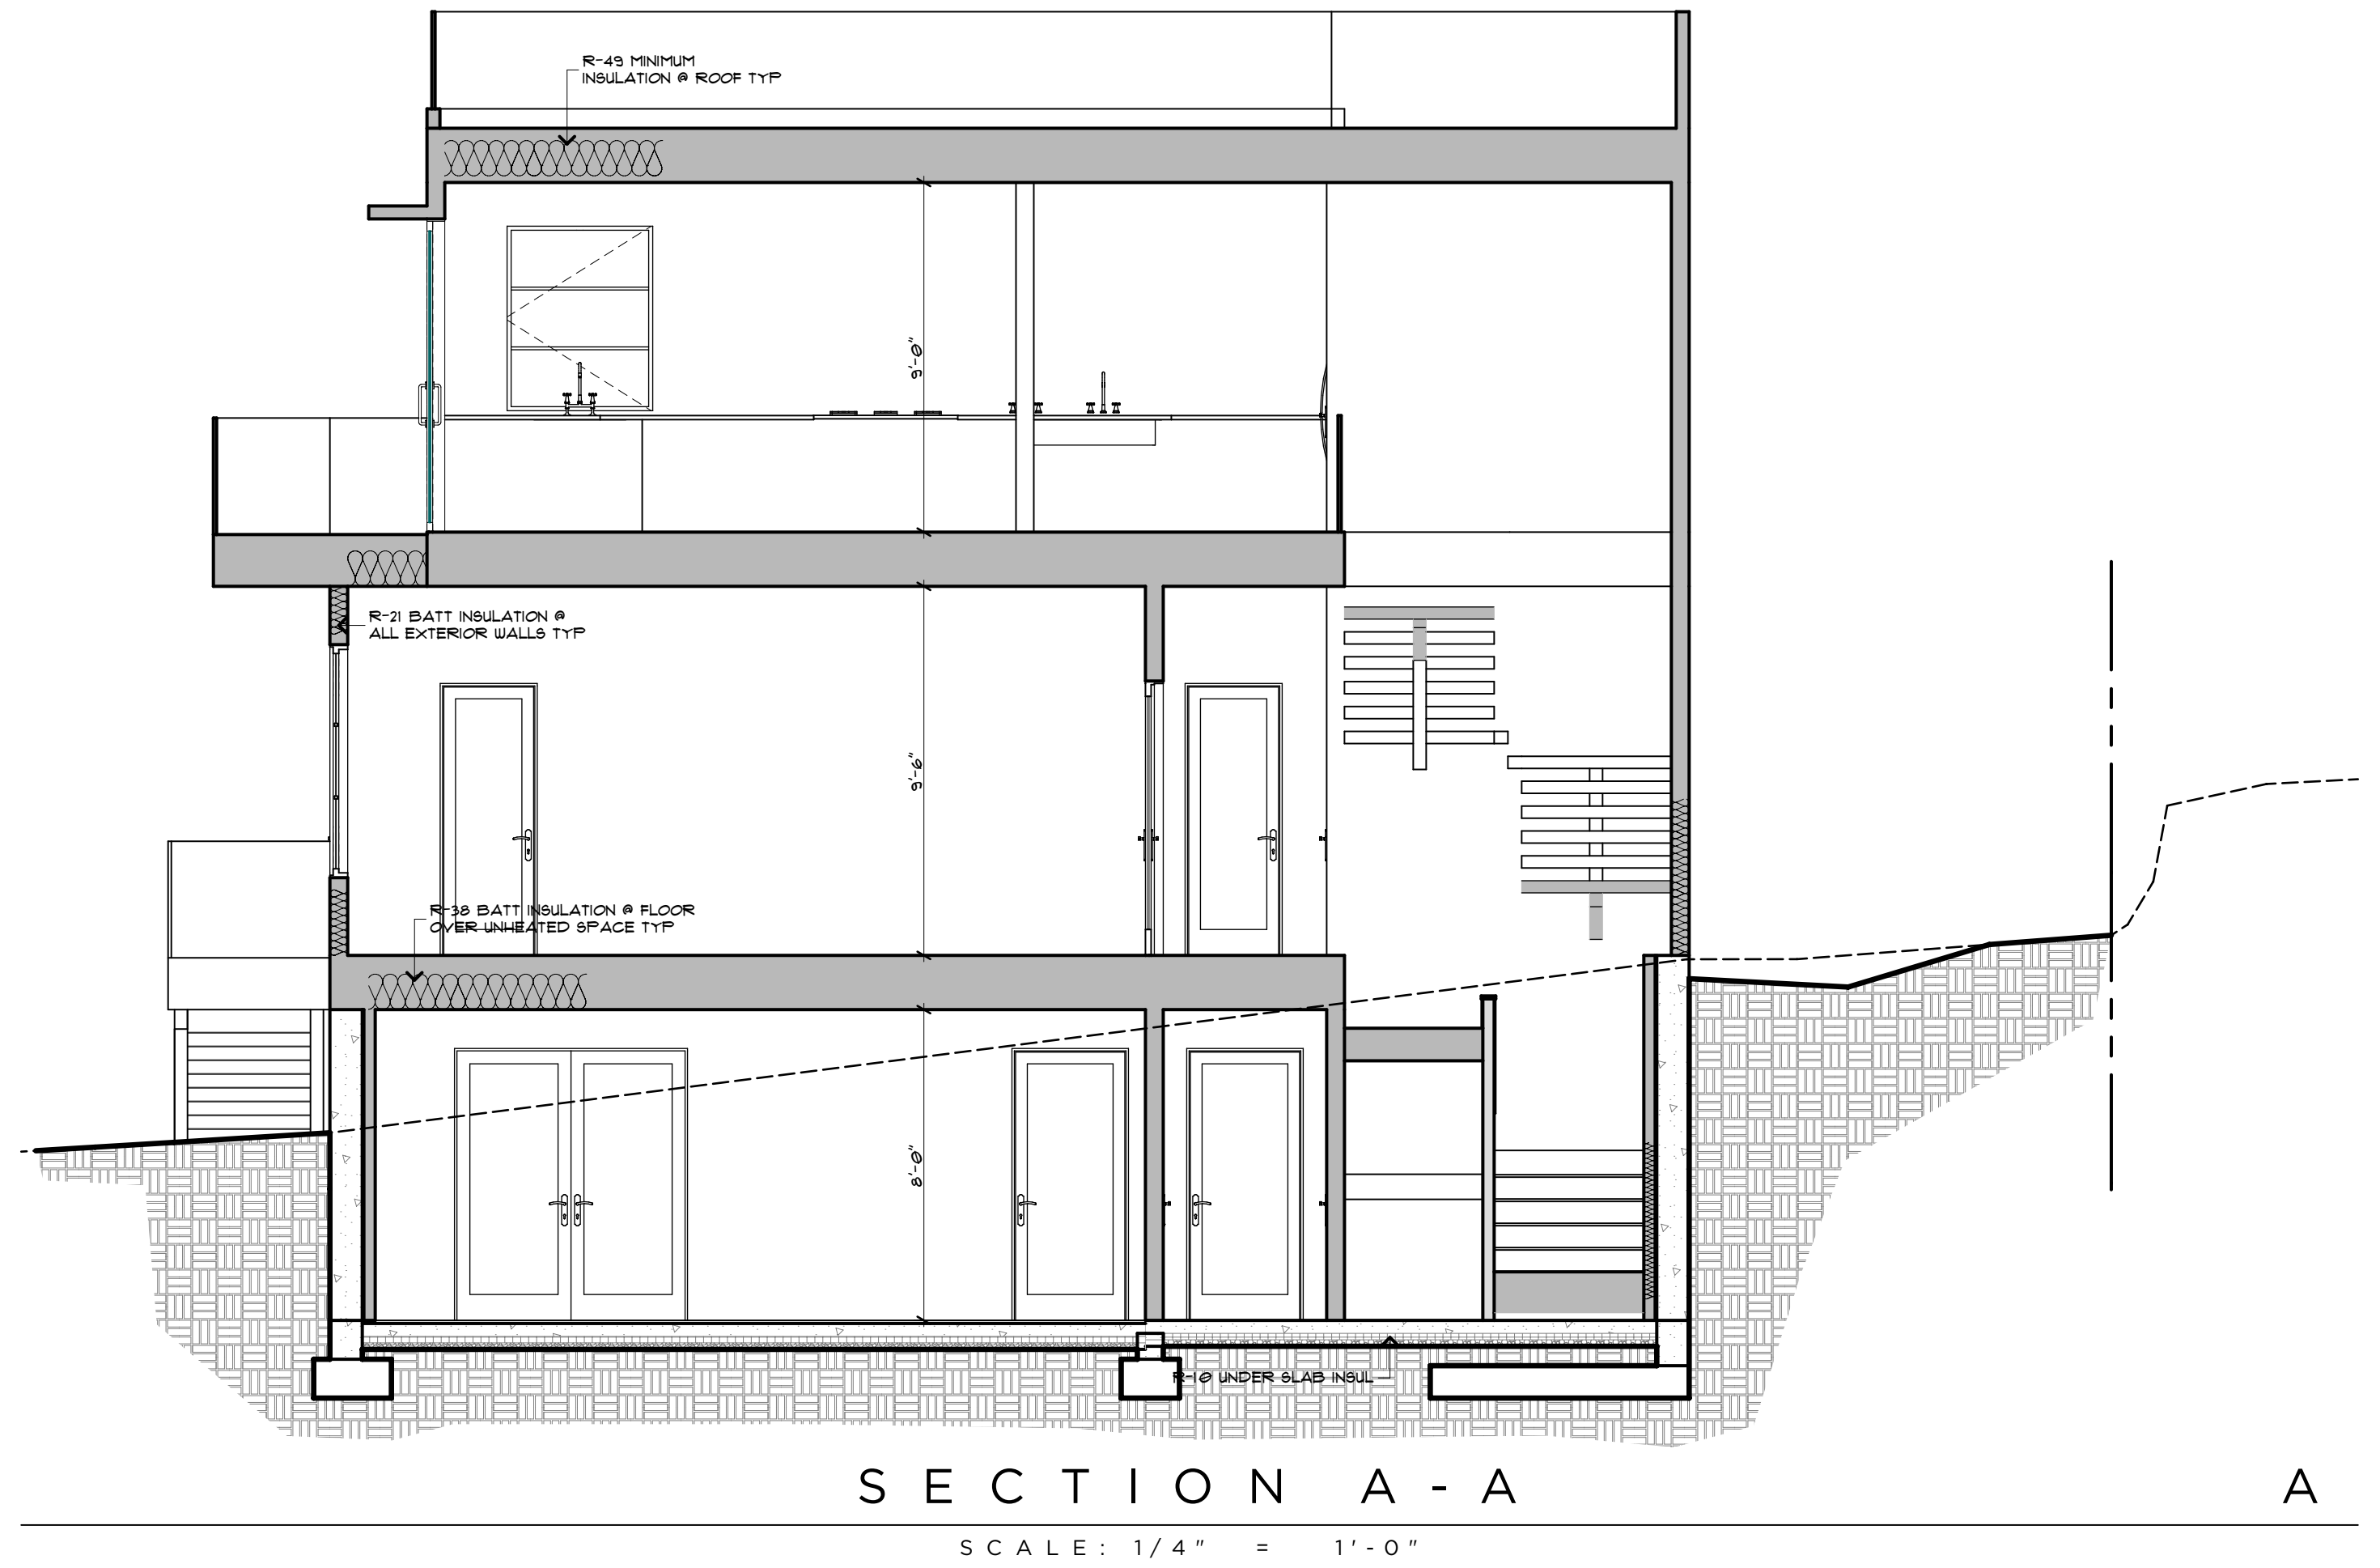 R-49 MINIMUM
INSULATION @ ROOF TYP
9'-0"
R-21 BATT INSULATION @
ALL EXTERIOR WALLS TYP
9'-6"
R-38 BATT INSULATION @ FLOOR
OVER UNHEATED SPACE TYP
8'-0"
R-10 UNDER SLAB INSUL
SECTION A-A
A
SCALE: 1/4" = 1'-0"